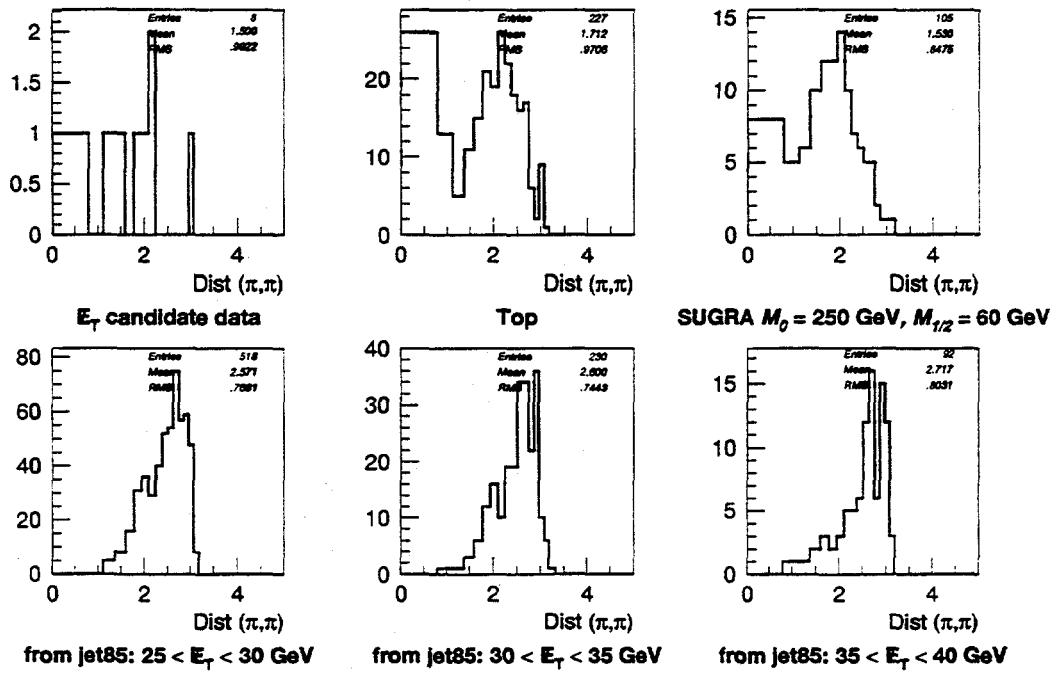 Entries 8
Mean 1.500
RMS .9922
2
1.5
1
0.5
0
0 2 4
Dist (π,π)
E_T candidate data
Entries 227
Mean 1.712
RMS .9706
20
10
0
0 2 4
Dist (π,π)
Top
Entries 105
Mean 1.530
RMS .8475
15
10
5
0
0 2 4
Dist (π,π)
SUGRA M_0 = 250 GeV, M_1/2 = 60 GeV
Entries 518
Mean 2.571
80
60
40
20
0
0 2 4
Dist (π,π)
from jet85: 25 < E_T < 30 GeV
Entries 230
Mean 2.600
RMS .7443
40
30
20
10
0
0 2 4
Dist (π,π)
from jet85: 30 < E_T < 35 GeV
Entries 92
Mean 2.717
RMS .8031
15
10
5
0
0 2 4
Dist (π,π)
from jet85: 35 < E_T < 40 GeV